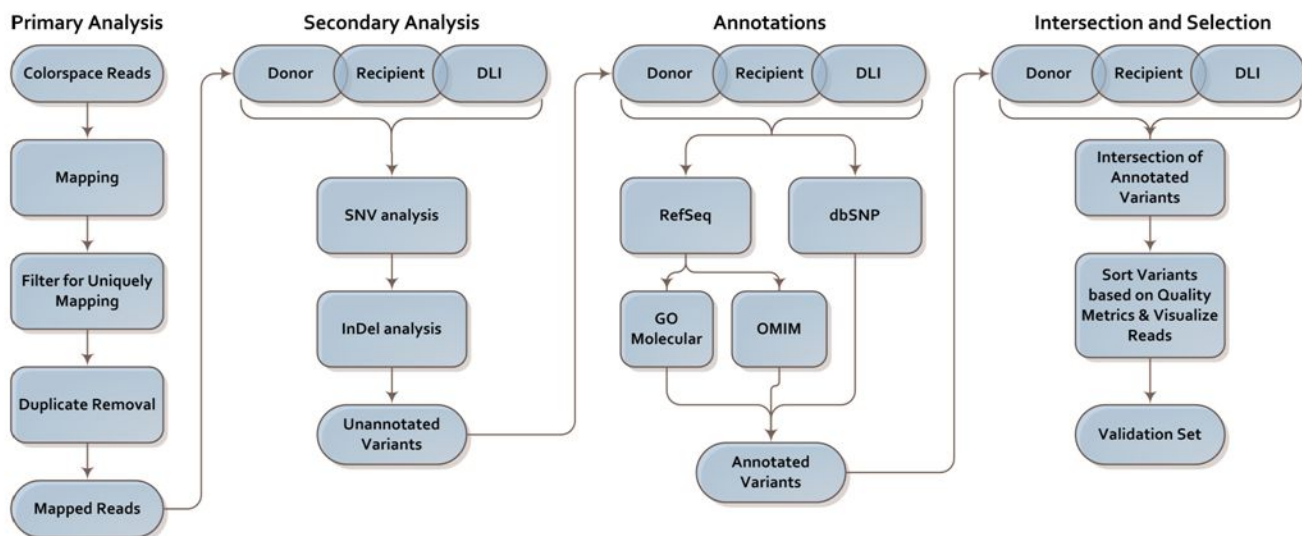 Primary Analysis
Colorspace Reads
Mapping
Filter for Uniquely
Mapping
Duplicate Removal
Mapped Reads
Secondary Analysis
Donor
Recipient
DLI
SNV analysis
InDel analysis
Unannotated
Variants
Annotations
Donor
Recipient
DLI
RefSeq
dbSNP
GO
Molecular
OMIM
Annotated
Variants
Intersection and Selection
Donor
Recipient
DLI
Intersection of
Annotated
Variants
Sort Variants
based on Quality
Metrics & Visualize
Reads
Validation Set